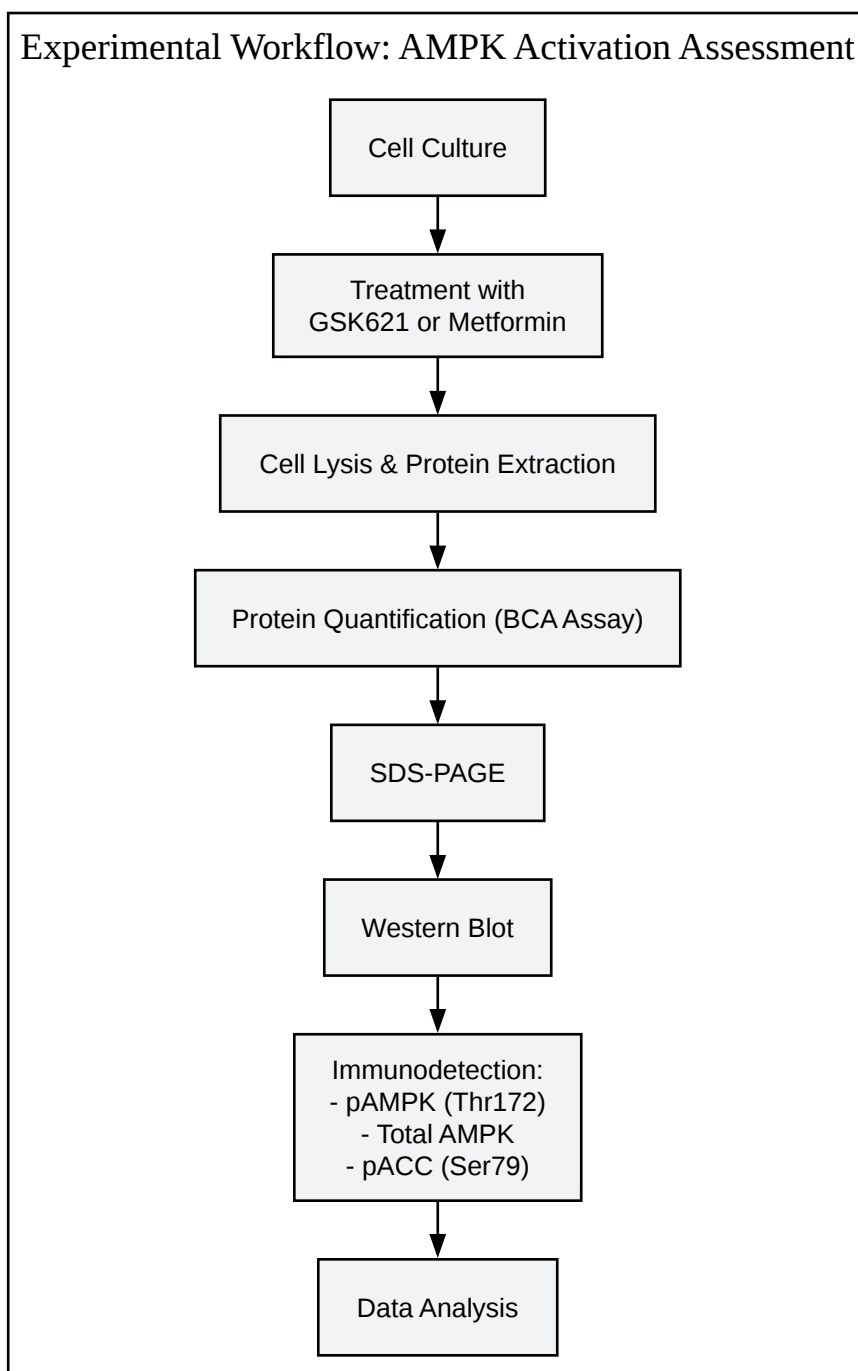 Experimental Workflow: AMPK Activation Assessment
Cell Culture
Treatment with
GSK621 or Metformin
Cell Lysis & Protein Extraction
Protein Quantification (BCA Assay)
SDS-PAGE
Western Blot
Immunodetection:
- pAMPK (Thr172)
- Total AMPK
- pACC (Ser79)
Data Analysis